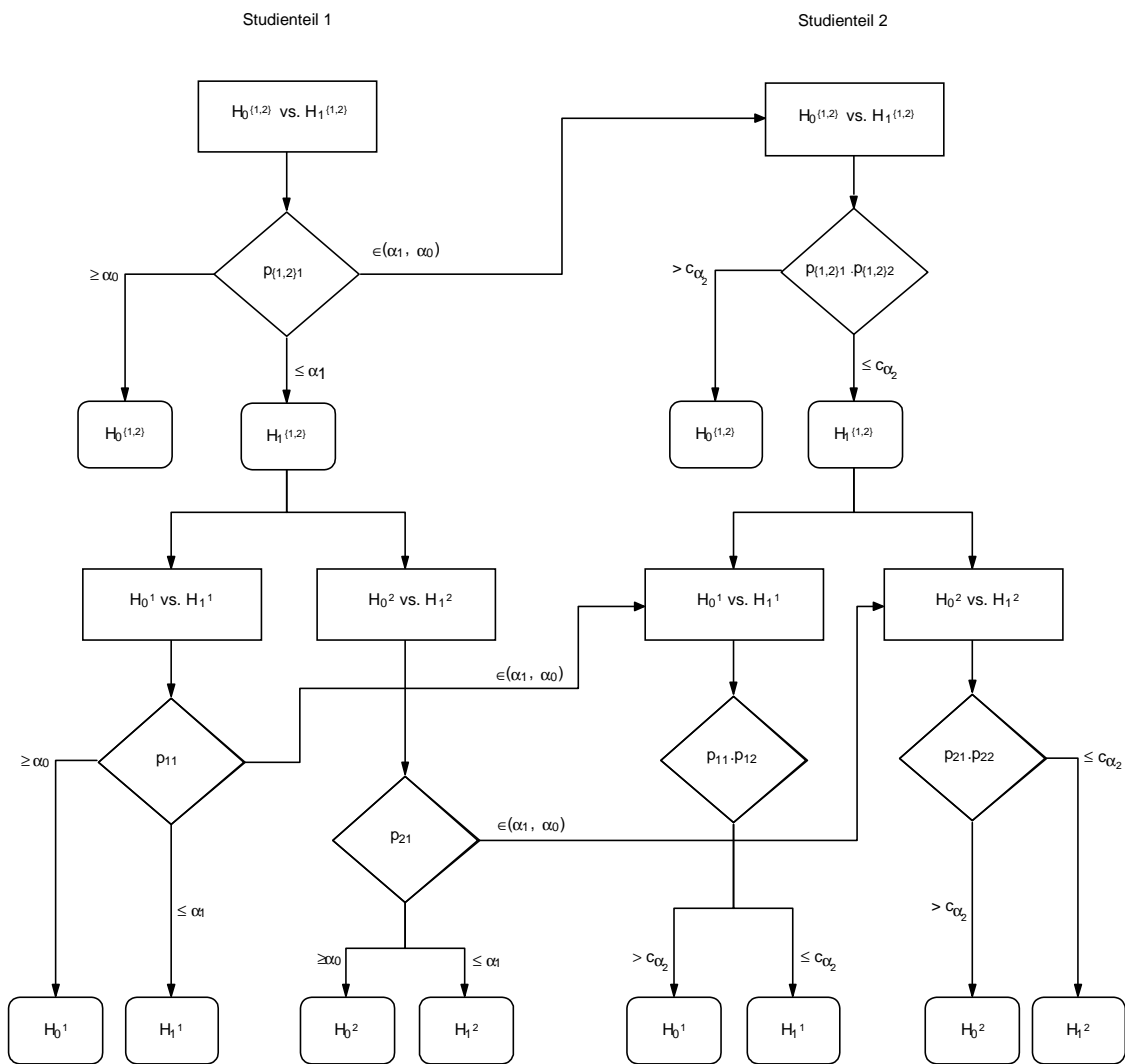 Studienteil 1
Studienteil 2
H₀{1,2} vs. H₁{1,2}
H₀{1,2} vs. H₁{1,2}
∈(α₁, α₀)
≥ α₀
p{1,2}1
> cα₂
p{1,2}1 . p{1,2}2
≤ α₁
≤ cα₂
H₀{1,2}
H₁{1,2}
H₀{1,2}
H₁{1,2}
H₀¹ vs. H₁¹
H₀² vs. H₁²
H₀¹ vs. H₁¹
H₀² vs. H₁²
∈(α₁, α₀)
≥ α₀
p₁₁
p₁₁.p₁₂
p₂₁.p₂₂
≤ cα₂
∈(α₁, α₀)
p₂₁
≤ α₁
> cα₂
≥α₀
≤ α₁
> cα₂
≤ cα₂
H₀¹
H₁¹
H₀²
H₁²
H₀¹
H₁¹
H₀²
H₁²